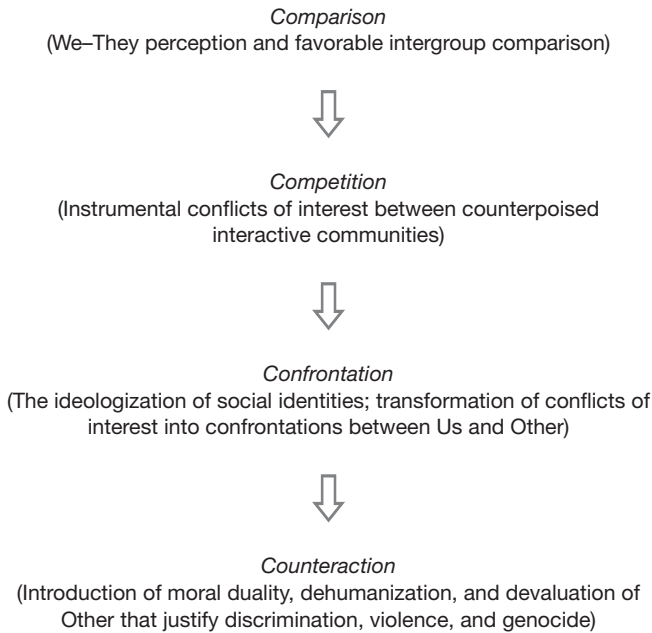 Comparison
(We–They perception and favorable intergroup comparison)
Competition
(Instrumental conflicts of interest between counterpoised
interactive communities)
Confrontation
(The ideologization of social identities; transformation of conflicts of
interest into confrontations between Us and Other)
Counteraction
(Introduction of moral duality, dehumanization, and devaluation of
Other that justify discrimination, violence, and genocide)